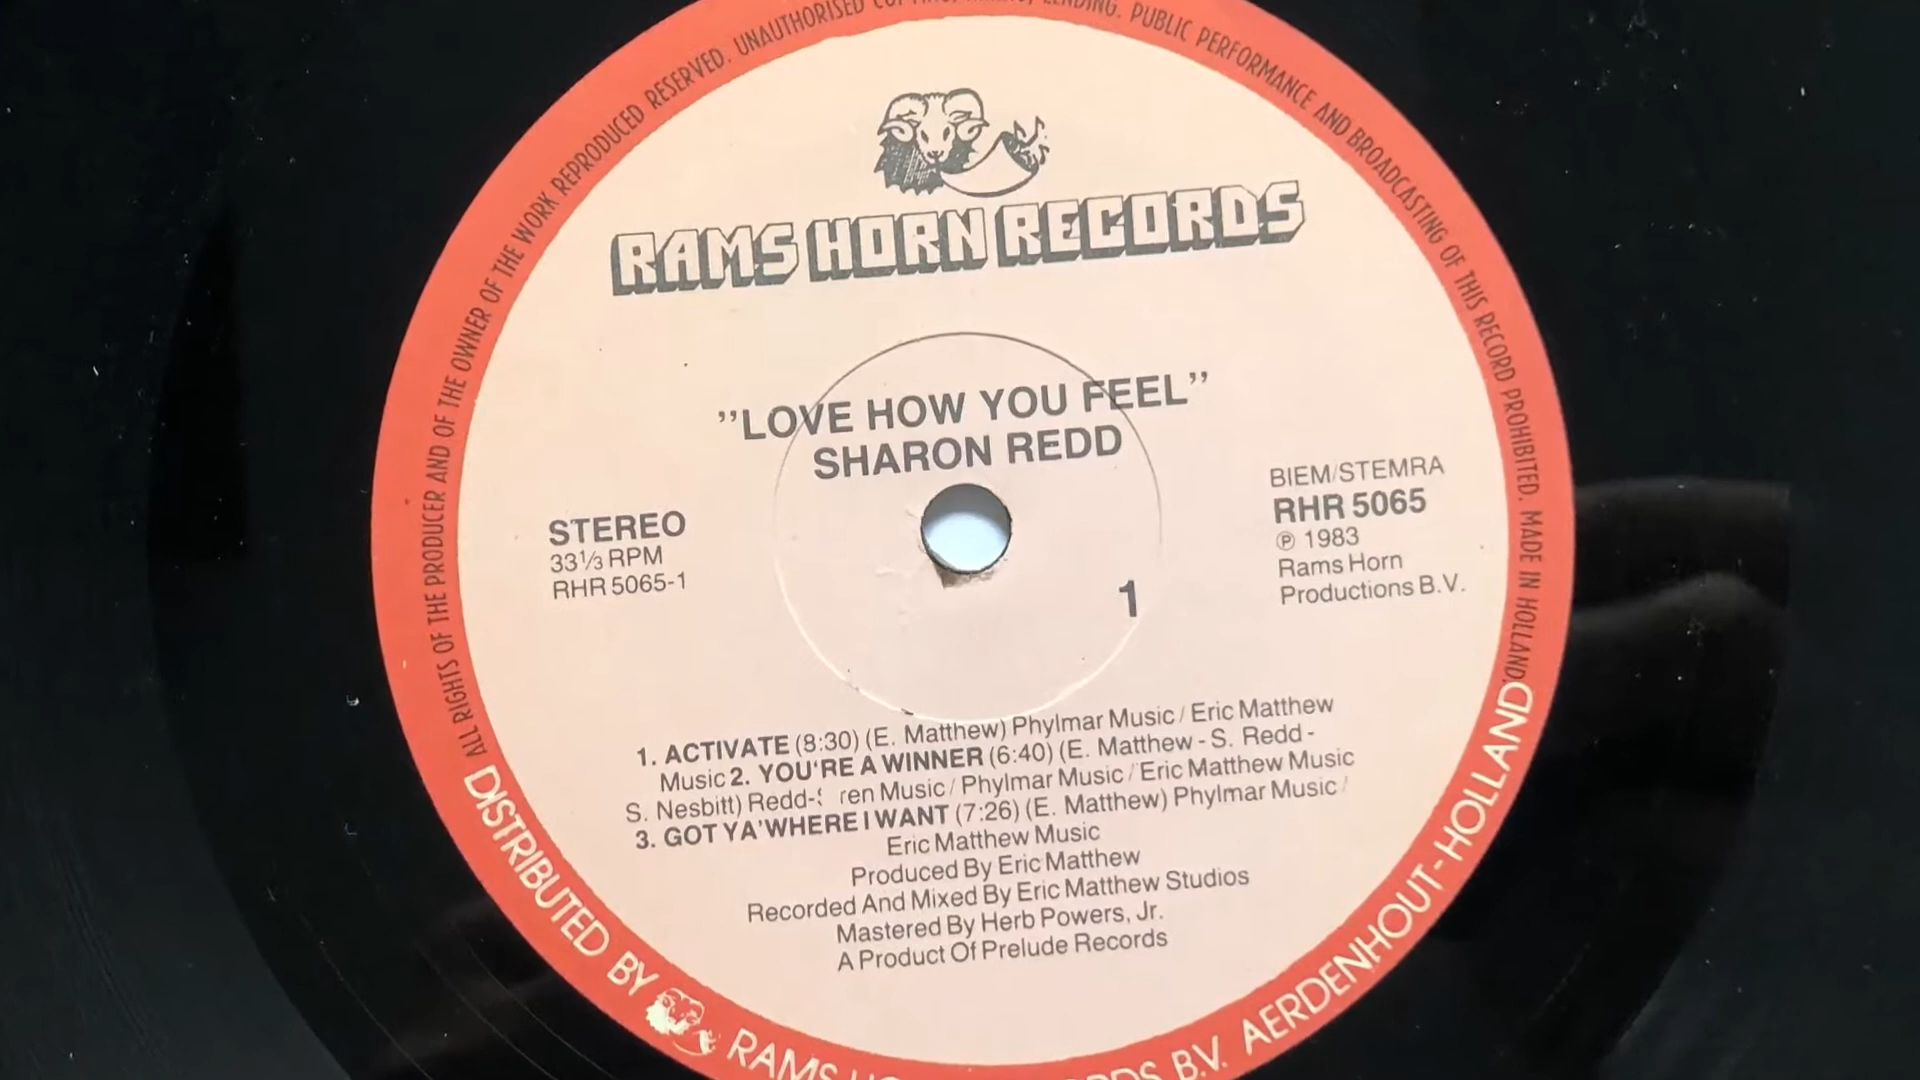 ALL RIGHTS OF THE PRODUCER AND OF THE OWNER OF THE WORK REPRODUCED RESERVED. UNAUTHORISED LENDING. PUBLIC PERFORMANCE AND BROADCASTING OF THIS RECORD PROHIBITED. MADE IN HOLLAND.
RAMS HORN RECORDS
"LOVE HOW YOU FEEL"
SHARON REDD
STEREO
33⅓ RPM
RHR 5065-1
BIEM/STEMRA
RHR 5065
℗ 1983
Rams Horn
Productions B.V.
1
1. ACTIVATE (8:30) (E. Matthew) Phylmar Music / Eric Matthew
Music 2. YOU'RE A WINNER (6:40) (E. Matthew - S. Redd -
S. Nesbitt) Redd- ren Music / Phylmar Music / Eric Matthew Music
3. GOT YA'WHERE I WANT (7:26) (E. Matthew) Phylmar Music /
Eric Matthew Music
Produced By Eric Matthew
Recorded And Mixed By Eric Matthew Studios
Mastered By Herb Powers, Jr.
A Product Of Prelude Records
DISTRIBUTED BY RAMS B.V. AERDENHOUT-HOLLAND